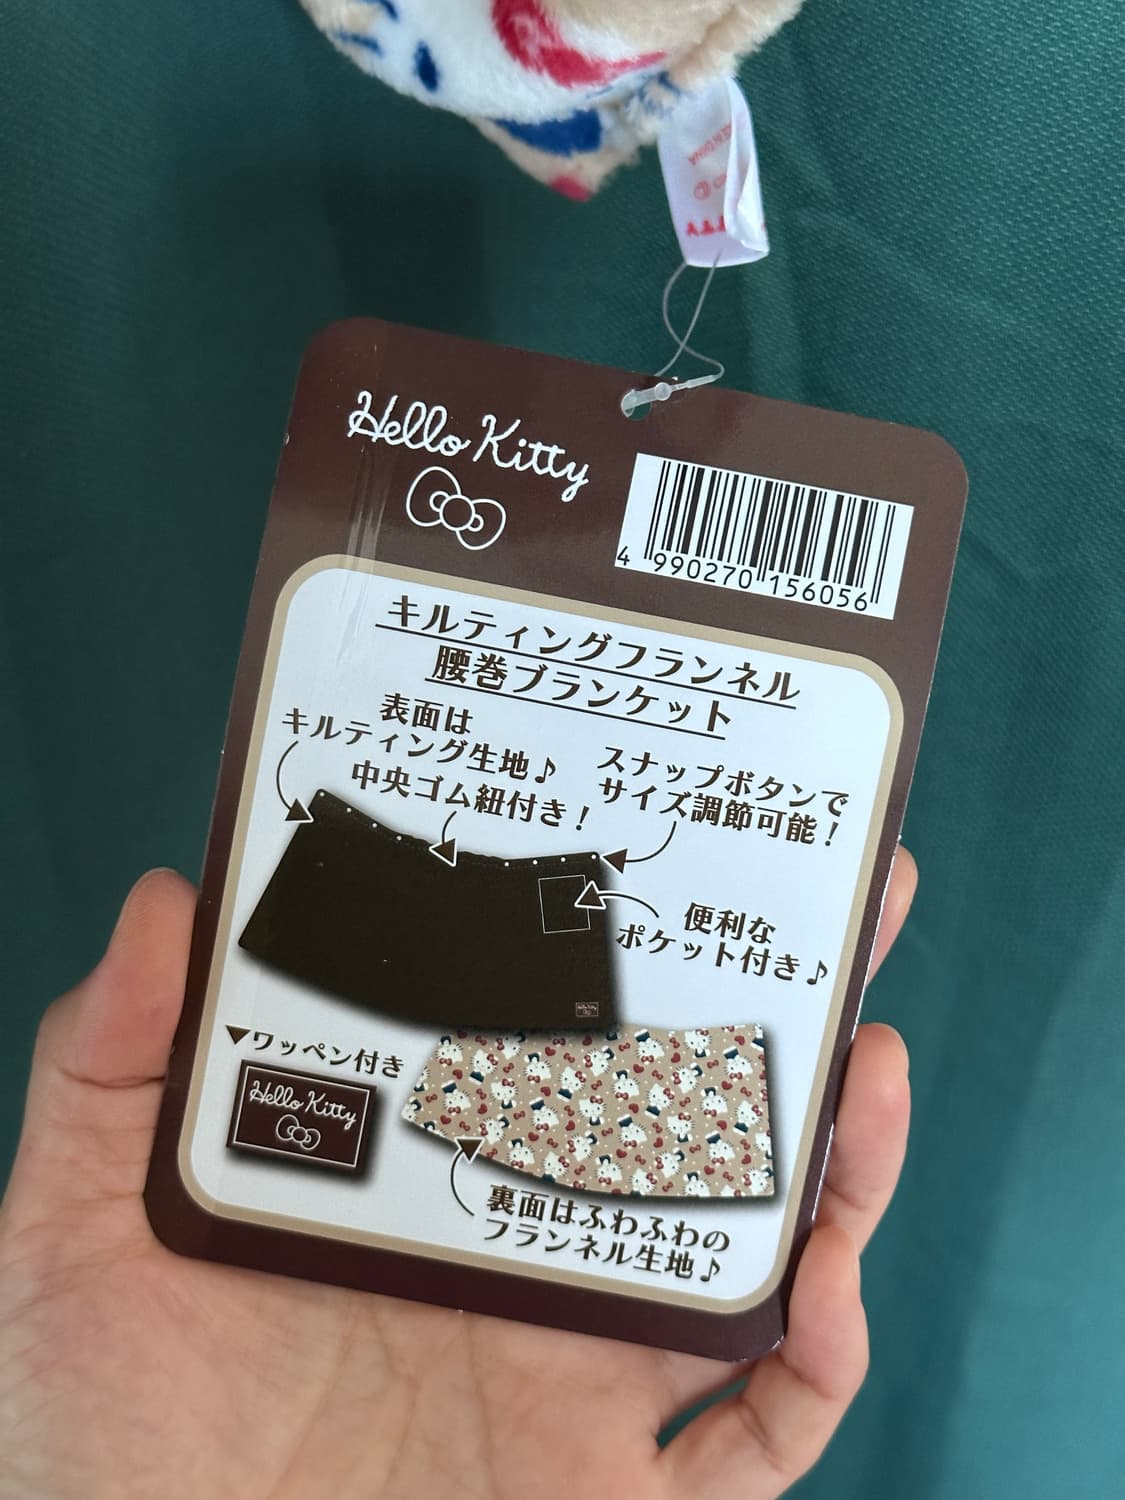 Hello Kitty
4 990270 156056
キルティングフランネル
腰巻ブランケット
表面は
キルティング生地♪
中央ゴム紐付き！
スナップボタンで
サイズ調節可能！
便利な
ポケット付き♪
▼ワッペン付き
Hello Kitty
Hello Kitty
裏面はふわふわの
フランネル生地♪